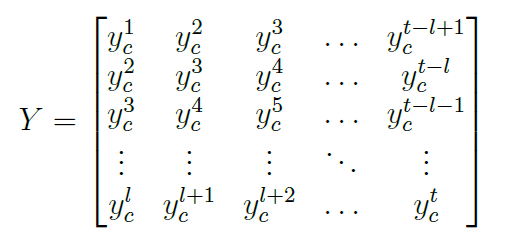 y_c^1 y_c^2 y_c^3 … y_c^{t-l+1}
y_c^2 y_c^3 y_c^4 … y_c^{t-l}
Y = y_c^3 y_c^4 y_c^5 … y_c^{t-l-1}
⋮ ⋮ ⋮ ⋱ ⋮
y_c^l y_c^{l+1} y_c^{l+2} … y_c^t